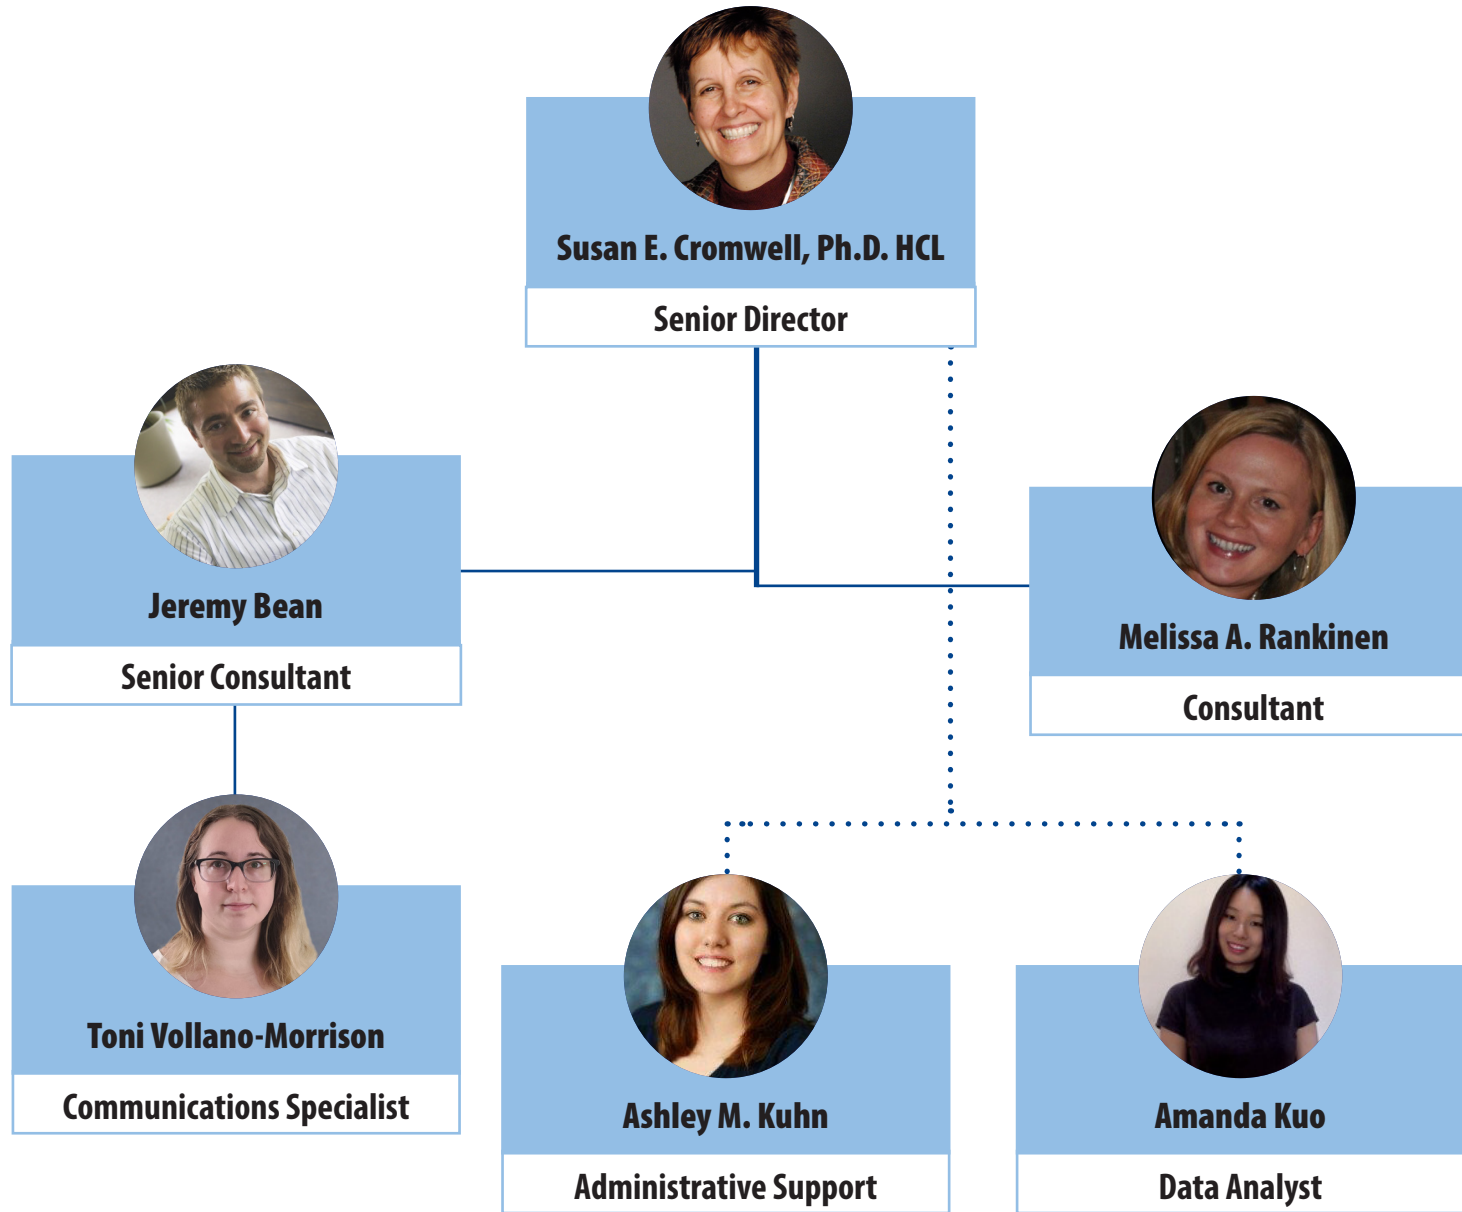 Susan E. Cromwell, Ph.D. HCL
Senior Director
Jeremy Bean
Senior Consultant
Melissa A. Rankinen
Consultant
Toni Vollano-Morrison
Communications Specialist
Ashley M. Kuhn
Administrative Support
Amanda Kuo
Data Analyst